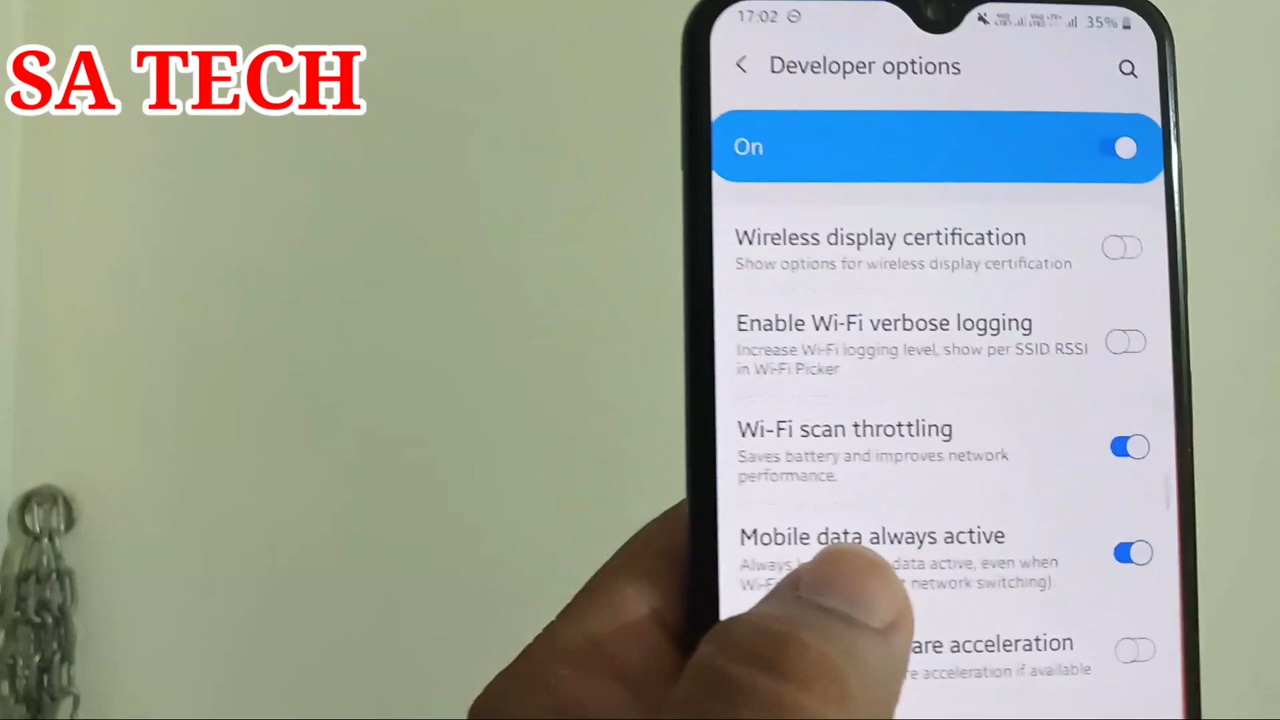 SA TECH
17:02
35%
Developer options
On
Wireless display certification
Show options for wireless display certification
Enable Wi-Fi verbose logging
Increase Wi-Fi logging level, show per SSID RSSI
in Wi-Fi Picker
Wi-Fi scan throttling
Saves battery and improves network
performance.
Mobile data always active
Always data active, even when
Wi-Fi network switching).
acceleration
acceleration if available